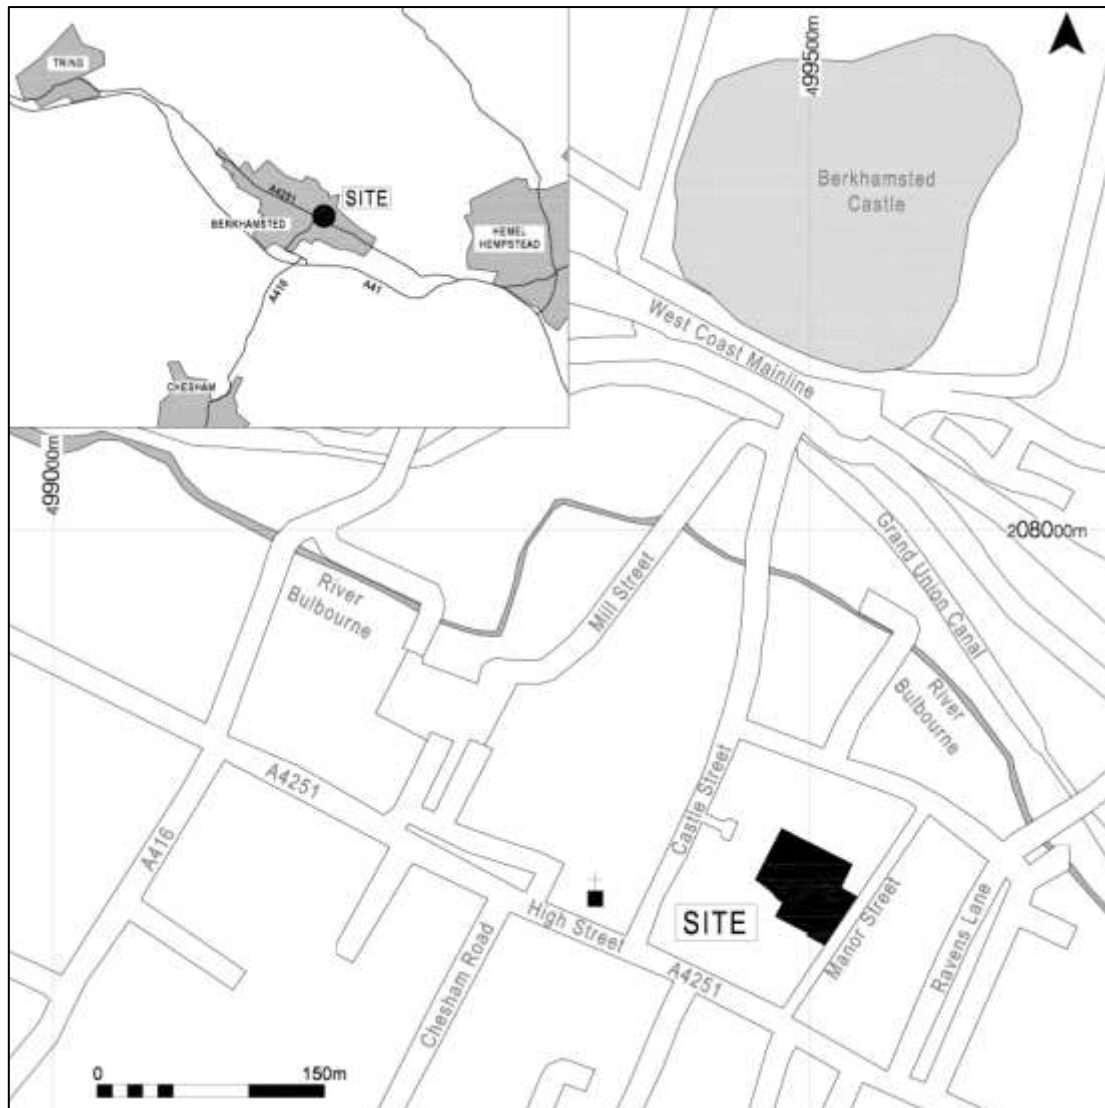 TRING
A4251
SITE
BERKHAMSTED
HEMEL
HEMPSTEAD
A416
A41
CHESHAM
49900m
49950m
Berkhamsted
Castle
West Coast Mainline
208000m
Grand Union Canal
River
Bulbourne
Mill Street
River
Bulbourne
A4251
A416
Castle Street
High Street
SITE
Manor Street
Ravens Lane
Chesham Road
A4251
0
150m